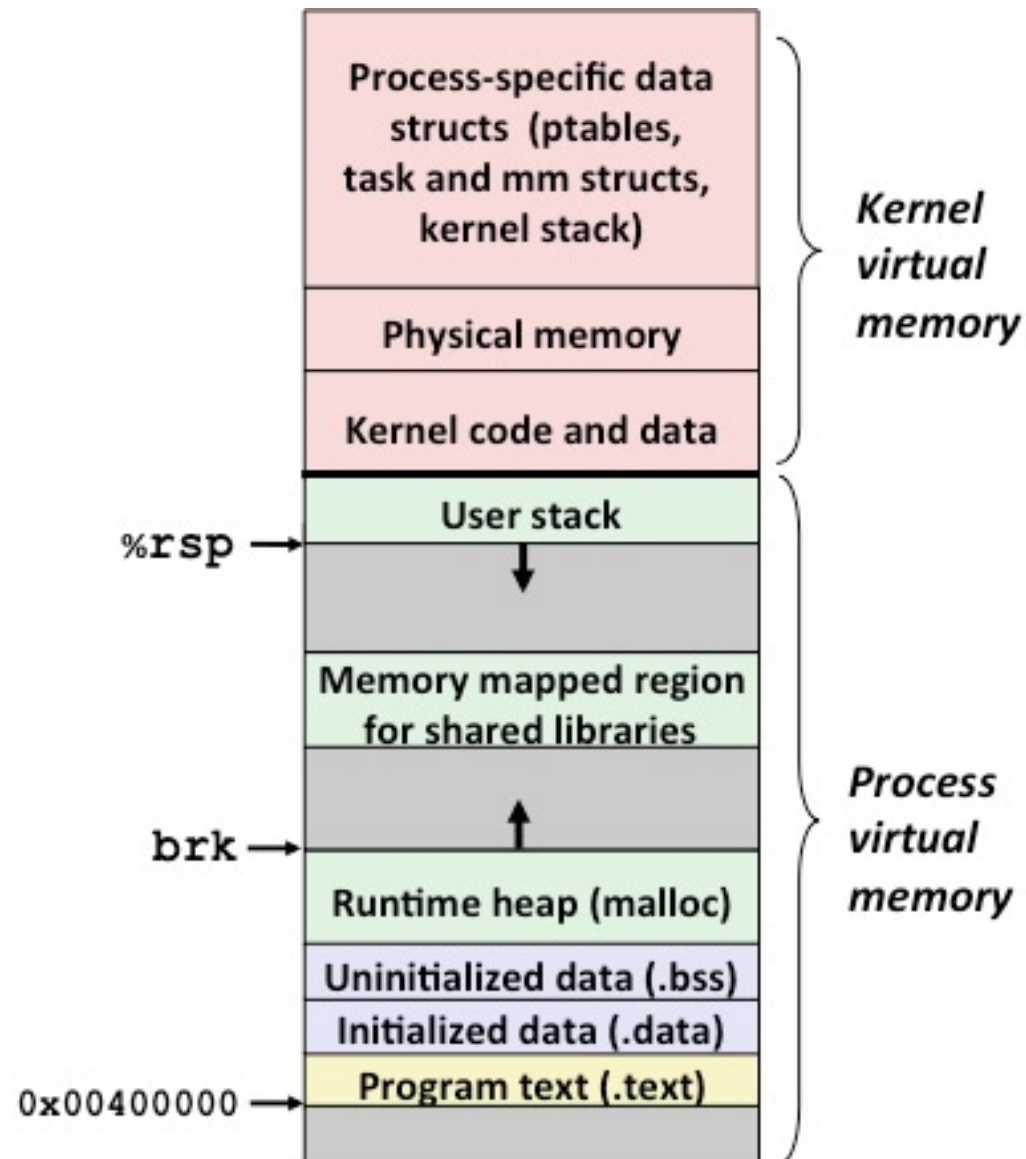 Process-specific data
structs (ptables,
task and mm structs,
kernel stack)
Kernel
virtual
memory
Physical memory
Kernel code and data
User stack
%rsp
Memory mapped region
for shared libraries
Process
virtual
memory
brk
Runtime heap (malloc)
Uninitialized data (.bss)
Initialized data (.data)
Program text (.text)
0x00400000